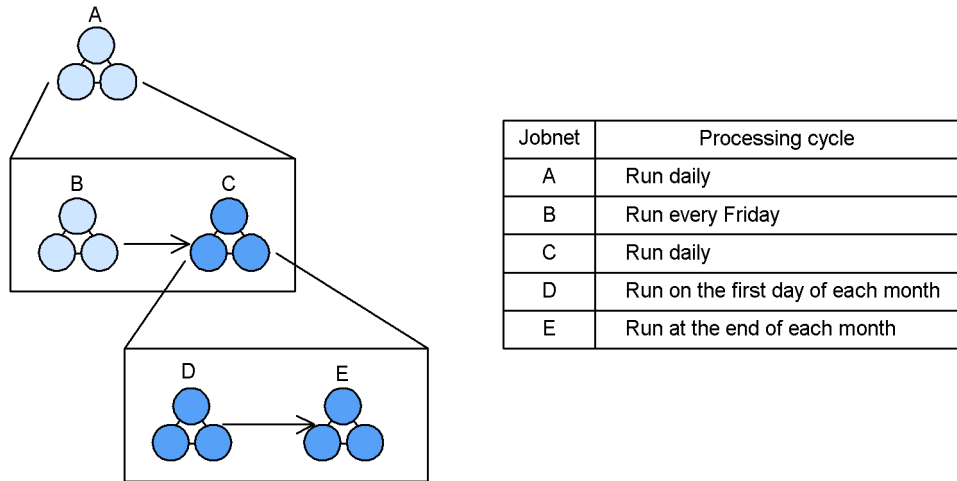 A
B
C
D
E
Jobnet Processing cycle
A Run daily
B Run every Friday
C Run daily
D Run on the first day of each month
E Run at the end of each month